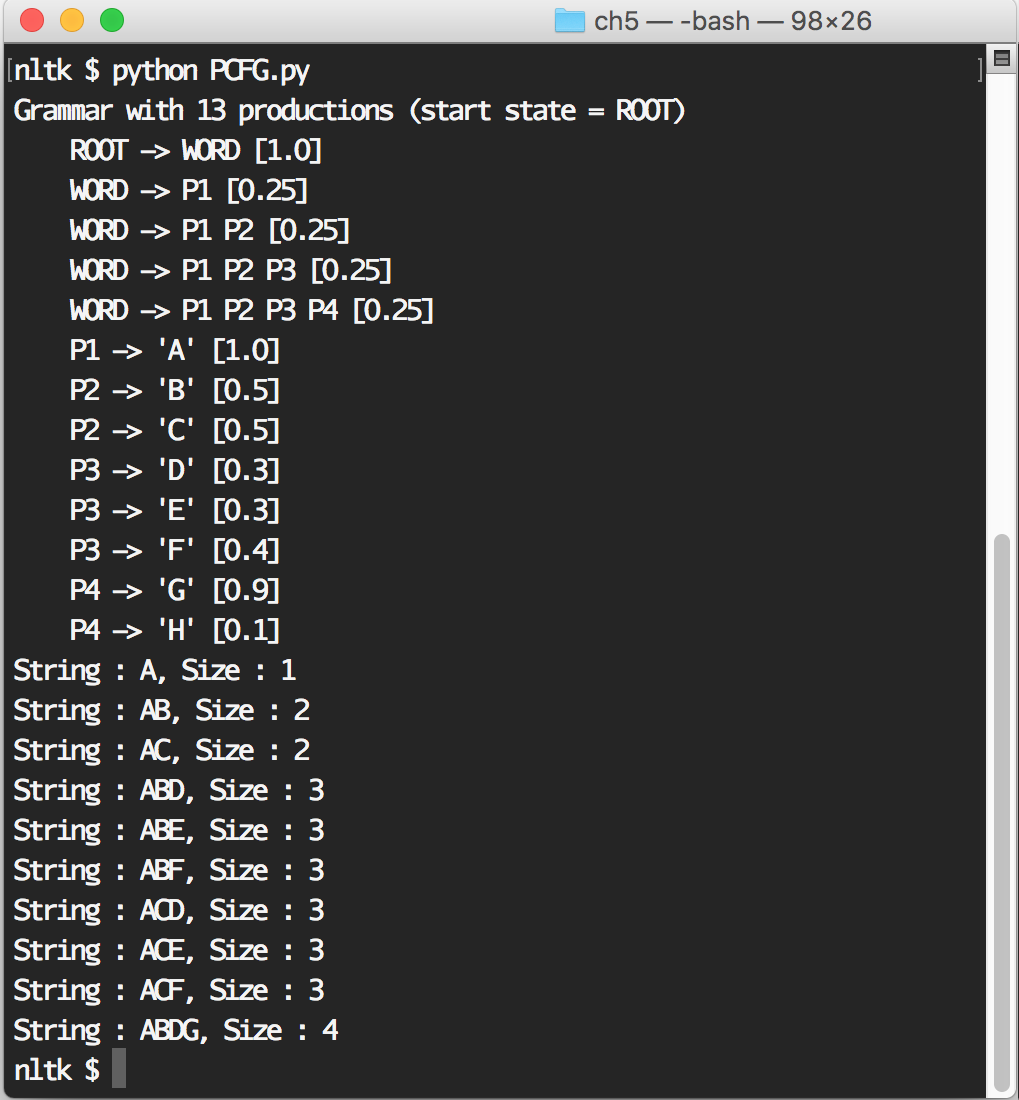 ch5 — -bash — 98×26
[nltk $ python PCFG.py ]
Grammar with 13 productions (start state = ROOT)
    ROOT -> WORD [1.0]
    WORD -> P1 [0.25]
    WORD -> P1 P2 [0.25]
    WORD -> P1 P2 P3 [0.25]
    WORD -> P1 P2 P3 P4 [0.25]
    P1 -> 'A' [1.0]
    P2 -> 'B' [0.5]
    P2 -> 'C' [0.5]
    P3 -> 'D' [0.3]
    P3 -> 'E' [0.3]
    P3 -> 'F' [0.4]
    P4 -> 'G' [0.9]
    P4 -> 'H' [0.1]
String : A, Size : 1
String : AB, Size : 2
String : AC, Size : 2
String : ABD, Size : 3
String : ABE, Size : 3
String : ABF, Size : 3
String : ACD, Size : 3
String : ACE, Size : 3
String : ACF, Size : 3
String : ABDG, Size : 4
nltk $